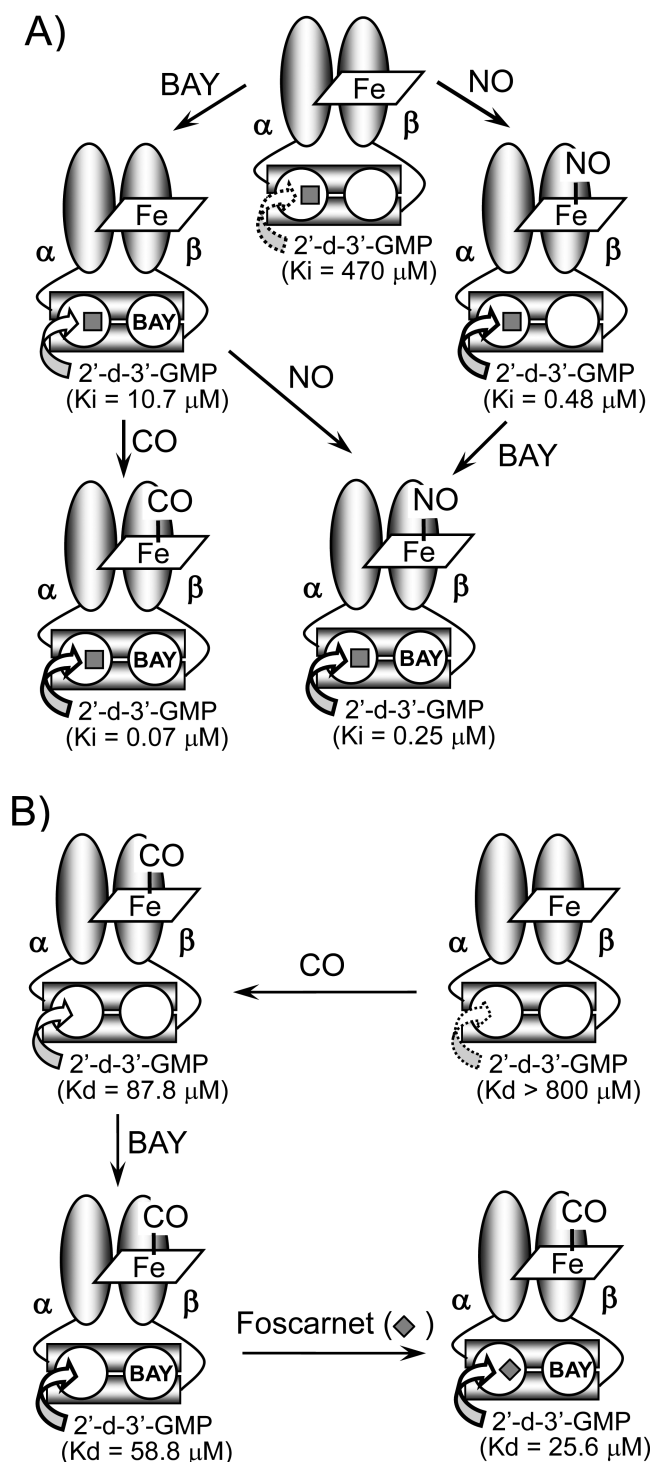 A)
BAY
NO
Fe
α
β
2'-d-3'-GMP
(Ki = 470 μM)
Fe
α
β
BAY
2'-d-3'-GMP
(Ki = 10.7 μM)
NO
Fe
α
β
2'-d-3'-GMP
(Ki = 0.48 μM)
CO
NO
BAY
CO
Fe
α
β
BAY
2'-d-3'-GMP
(Ki = 0.07 μM)
NO
Fe
α
β
BAY
2'-d-3'-GMP
(Ki = 0.25 μM)
B)
CO
Fe
α
β
2'-d-3'-GMP
(Kd = 87.8 μM)
CO
Fe
α
β
2'-d-3'-GMP
(Kd > 800 μM)
BAY
CO
Fe
α
β
BAY
2'-d-3'-GMP
(Kd = 58.8 μM)
Foscarnet ( )
CO
Fe
α
β
BAY
2'-d-3'-GMP
(Kd = 25.6 μM)